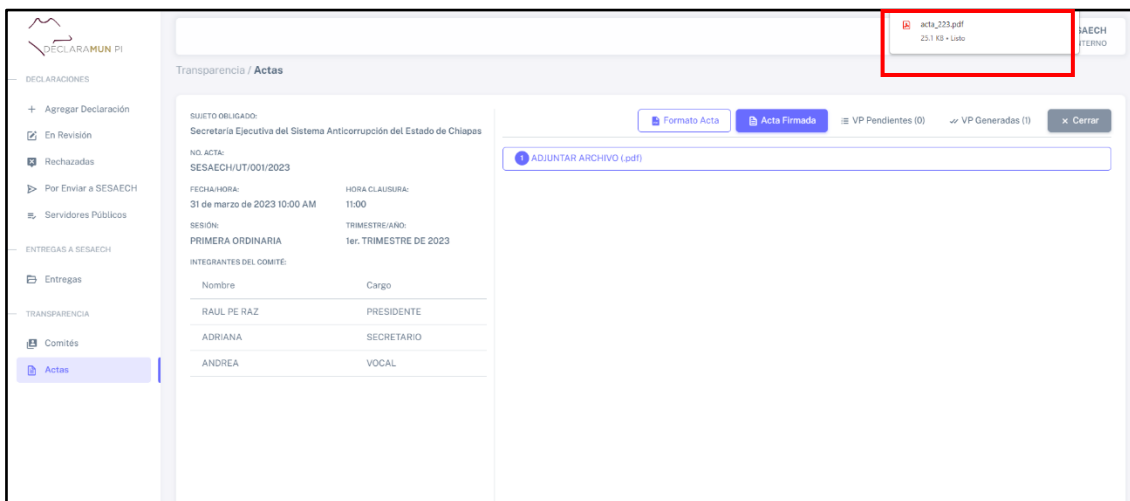 DECLARAMUN PI
acta_223.pdf
25.1 KB • Listo
Transparencia / Actas
DECLARACIONES
+ Agregar Declaración
En Revisión
Rechazadas
Por Enviar a SESAECH
Servidores Públicos
ENTREGAS A SESAECH
Entregas
TRANSPARENCIA
Comités
Actas
SUJETO OBLIGADO:
Secretaría Ejecutiva del Sistema Anticorrupción del Estado de Chiapas
NO. ACTA:
SESAECH/UT/001/2023
FECHA/HORA: HORA CLAUSURA:
31 de marzo de 2023 10:00 AM 11:00
SESIÓN: TRIMESTRE/AÑO:
PRIMERA ORDINARIA 1er. TRIMESTRE DE 2023
INTEGRANTES DEL COMITÉ:
Nombre Cargo
RAUL PE RAZ PRESIDENTE
ADRIANA SECRETARIO
ANDREA VOCAL
Formato Acta Acta Firmada VP Pendientes (0) VP Generadas (1) × Cerrar
1 ADJUNTAR ARCHIVO (.pdf)